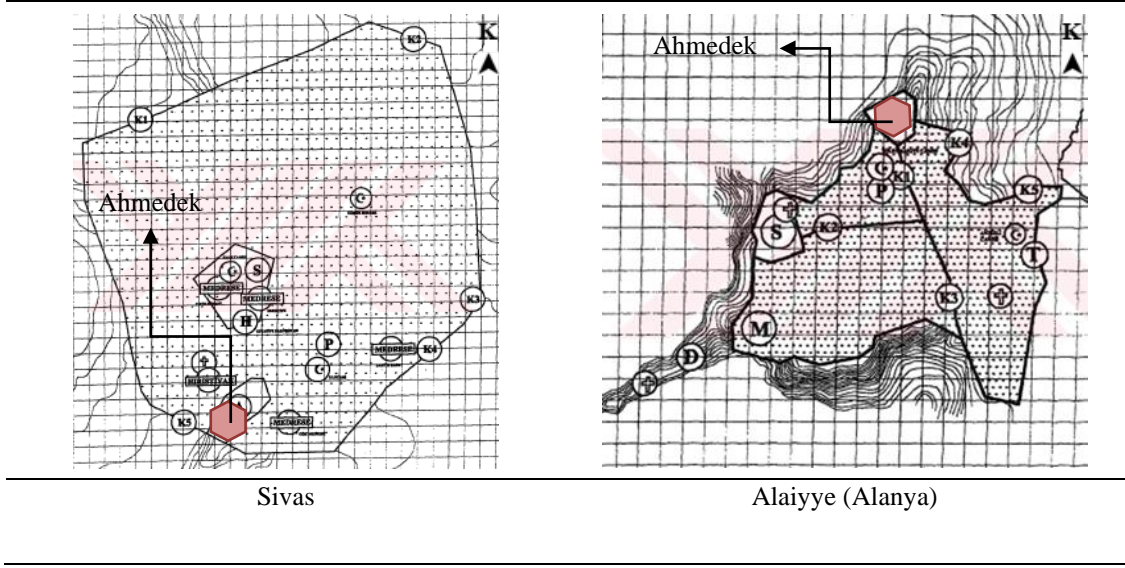 K
K2
K1
Ahmedek
G
S
MEDRESE
MEDRESE
H
K3
P
MEDRESE
K4
G
HIRISTIYAN
K5
MEDRESE
Sivas
Ahmedek
K
K4
G
K1
P
K5
S
K2
G
T
K3
M
D
Alaiyye (Alanya)